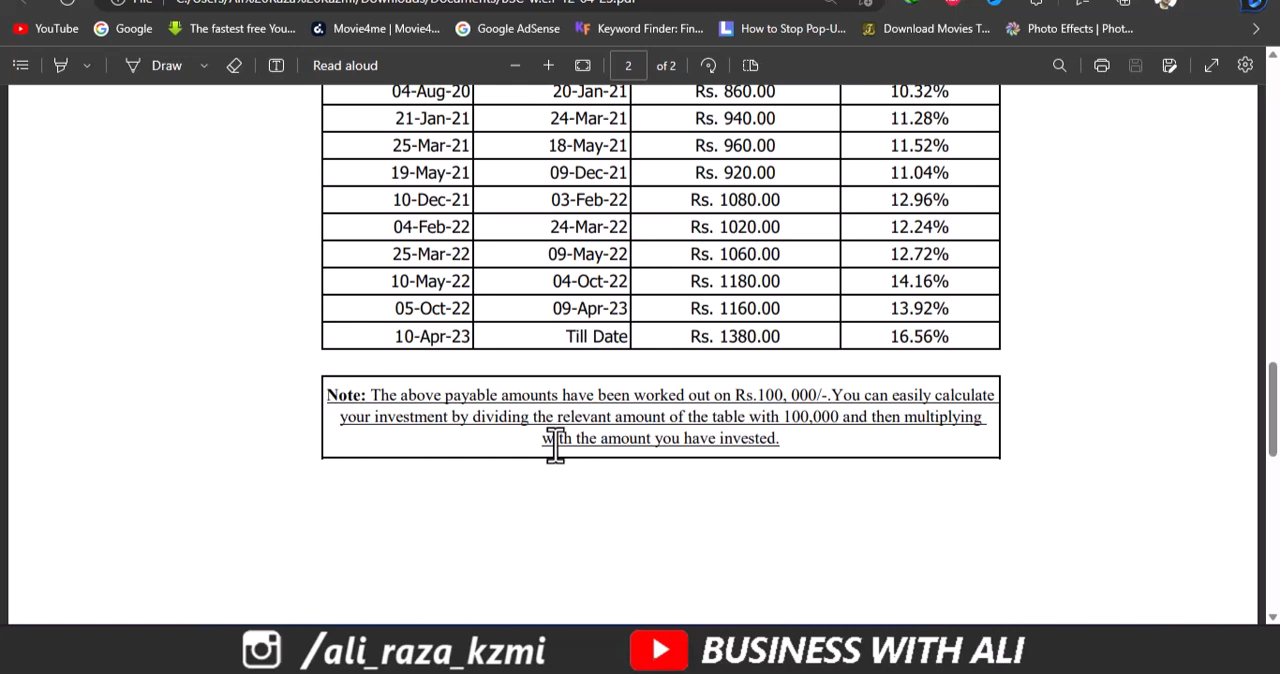 YouTube Google The fastest free You... Movie4me | Movie4... Google AdSense Keyword Finder: Fin... How to Stop Pop-U... Download Movies T... Photo Effects | Phot...
Draw Read aloud 2 of 2
04-Aug-20 20-Jan-21 Rs. 860.00 10.32%
21-Jan-21 24-Mar-21 Rs. 940.00 11.28%
25-Mar-21 18-May-21 Rs. 960.00 11.52%
19-May-21 09-Dec-21 Rs. 920.00 11.04%
10-Dec-21 03-Feb-22 Rs. 1080.00 12.96%
04-Feb-22 24-Mar-22 Rs. 1020.00 12.24%
25-Mar-22 09-May-22 Rs. 1060.00 12.72%
10-May-22 04-Oct-22 Rs. 1180.00 14.16%
05-Oct-22 09-Apr-23 Rs. 1160.00 13.92%
10-Apr-23 Till Date Rs. 1380.00 16.56%
Note: The above payable amounts have been worked out on Rs.100, 000/-.You can easily calculate
your investment by dividing the relevant amount of the table with 100,000 and then multiplying
with the amount you have invested.
/ali_raza_kzmi BUSINESS WITH ALI